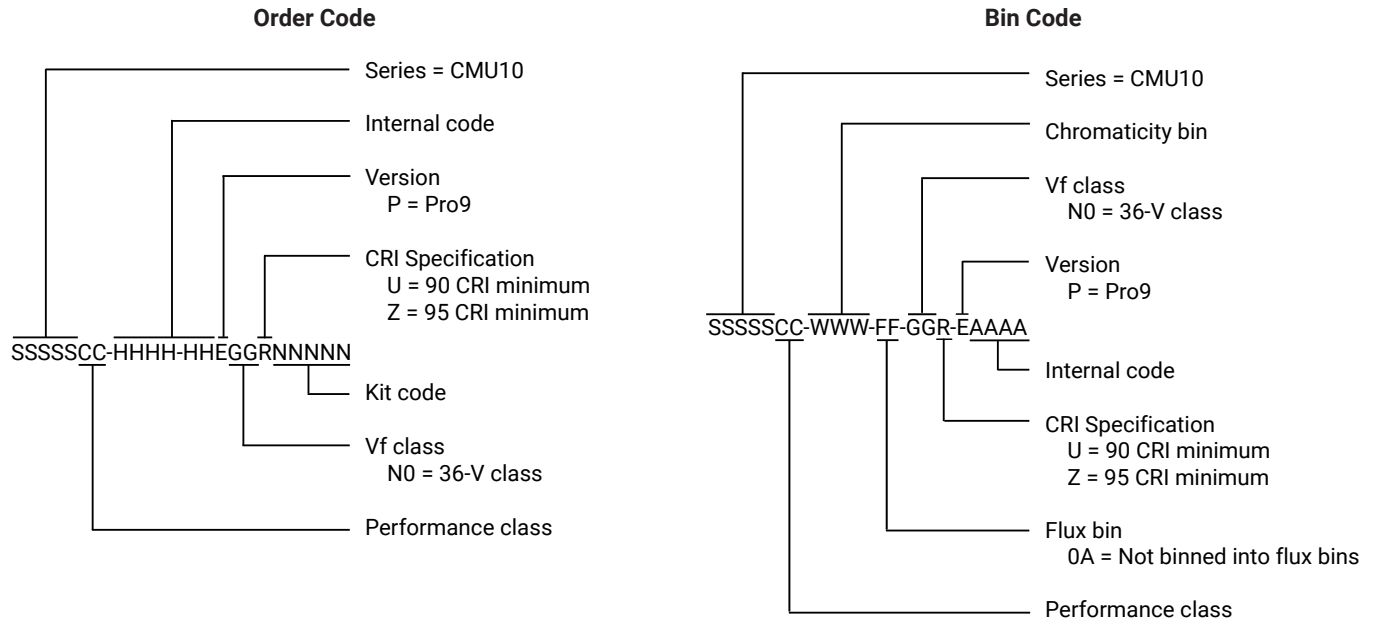 Order Code
Series = CMU10
Internal code
Version
P = Pro9
CRI Specification
U = 90 CRI minimum
Z = 95 CRI minimum
SSSSSCC-HHHH-HHEGGRNNNNN
Kit code
Vf class
N0 = 36-V class
Performance class
Bin Code
Series = CMU10
Chromaticity bin
Vf class
N0 = 36-V class
Version
P = Pro9
SSSSSCC-WWW-FF-GGR-EAAAA
Internal code
CRI Specification
U = 90 CRI minimum
Z = 95 CRI minimum
Flux bin
0A = Not binned into flux bins
Performance class